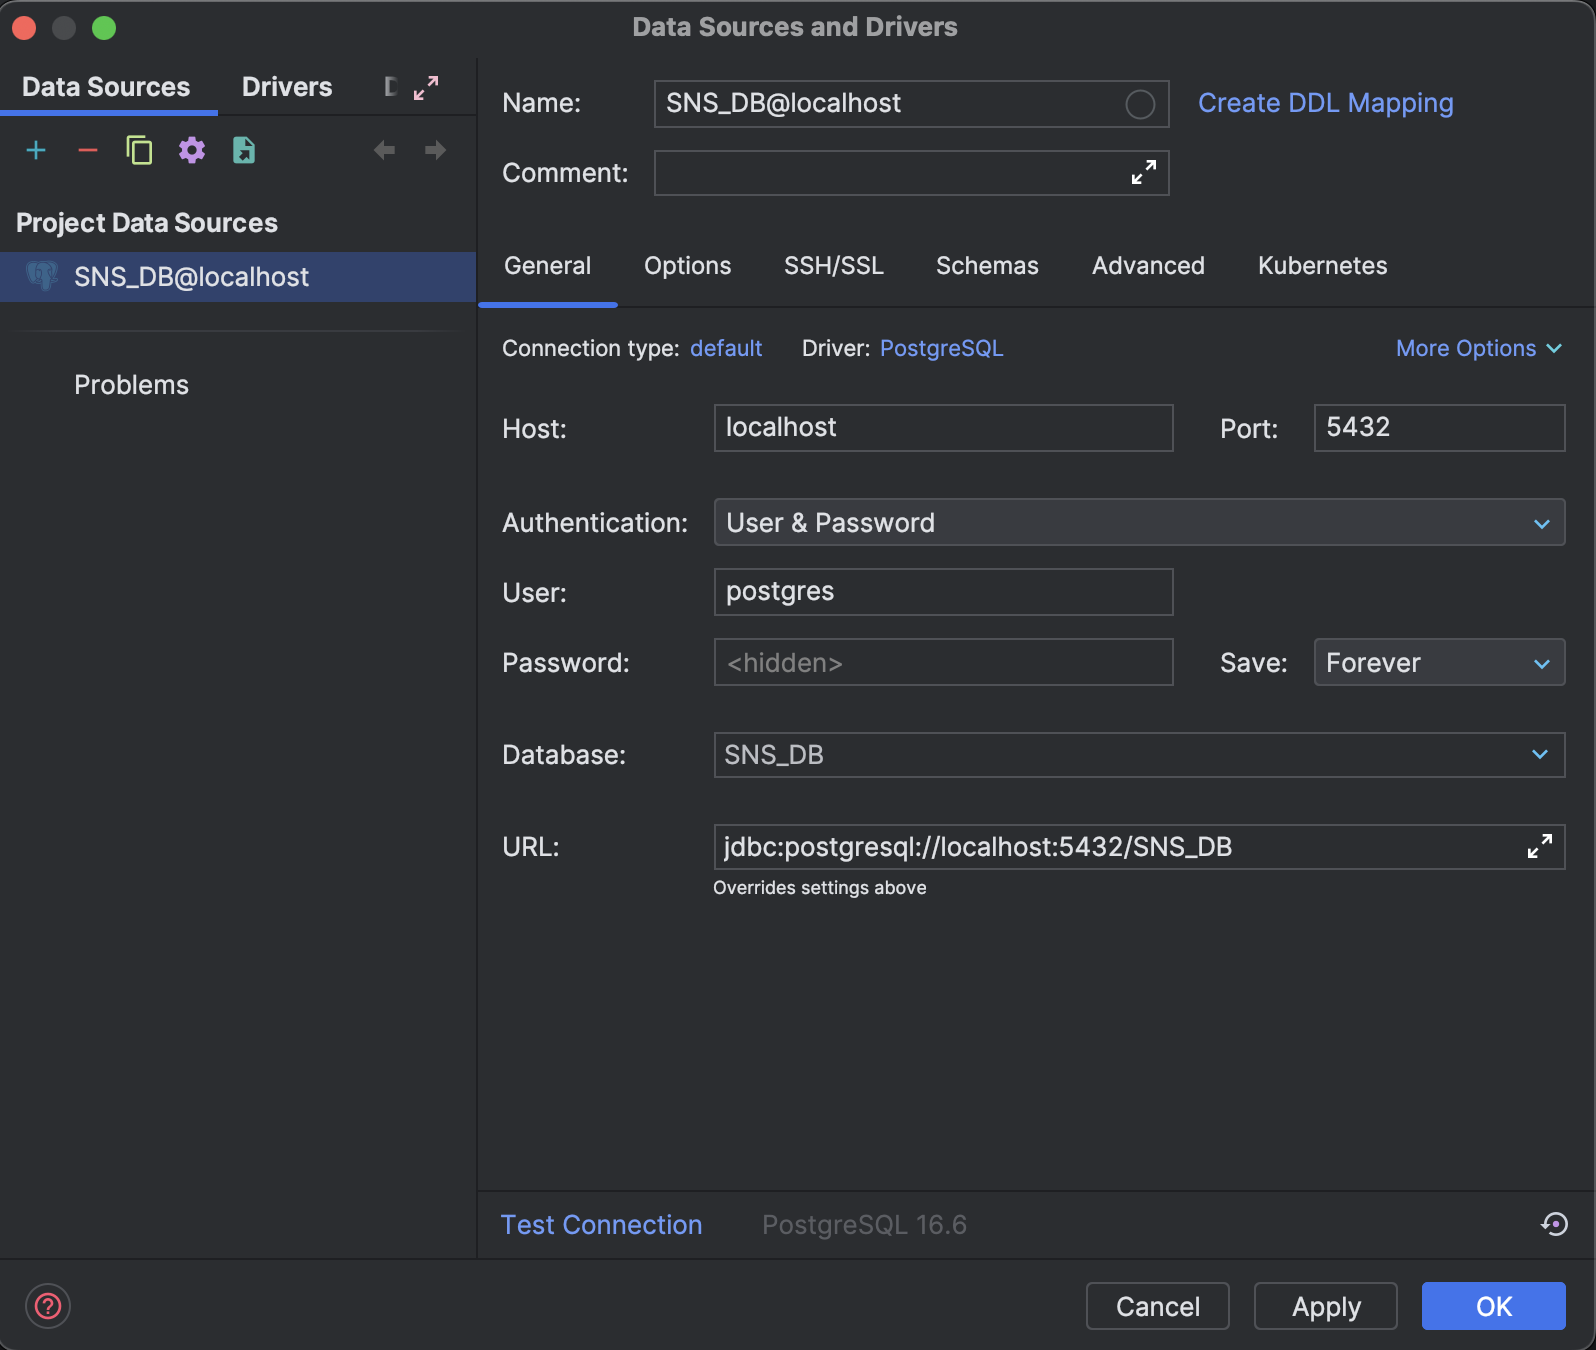 Data Sources and Drivers
Data Sources
Drivers
Project Data Sources
SNS_DB@localhost
Problems
Name:
SNS_DB@localhost
Create DDL Mapping
Comment:
General
Options
SSH/SSL
Schemas
Advanced
Kubernetes
Connection type: default
Driver: PostgreSQL
More Options
Host:
localhost
Port:
5432
Authentication:
User & Password
User:
postgres
Password:
<hidden>
Save:
Forever
Database:
SNS_DB
URL:
jdbc:postgresql://localhost:5432/SNS_DB
Overrides settings above
Test Connection
PostgreSQL 16.6
?
Cancel
Apply
OK